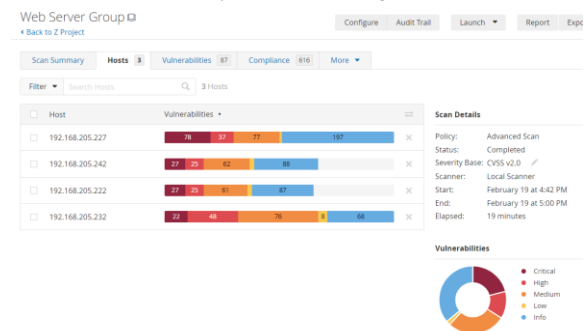 Web Server Group
Configure Audit Trail Launch Report Expo
Back to Z Project
Scan Summary Hosts 3 Vulnerabilities 87 Compliance 616 More
Filter Search Hosts 3 Hosts
Host Vulnerabilities
192.168.205.227 78 37 77 197
192.168.205.242 27 25 62 88
192.168.205.222 27 25 61 87
192.168.205.232 22 48 76 8 68
Scan Details
Policy: Advanced Scan
Status: Completed
Severity Base: CVSS v2.0
Scanner: Local Scanner
Start: February 19 at 4:42 PM
End: February 19 at 5:00 PM
Elapsed: 19 minutes
Vulnerabilities
Critical
High
Medium
Low
Info